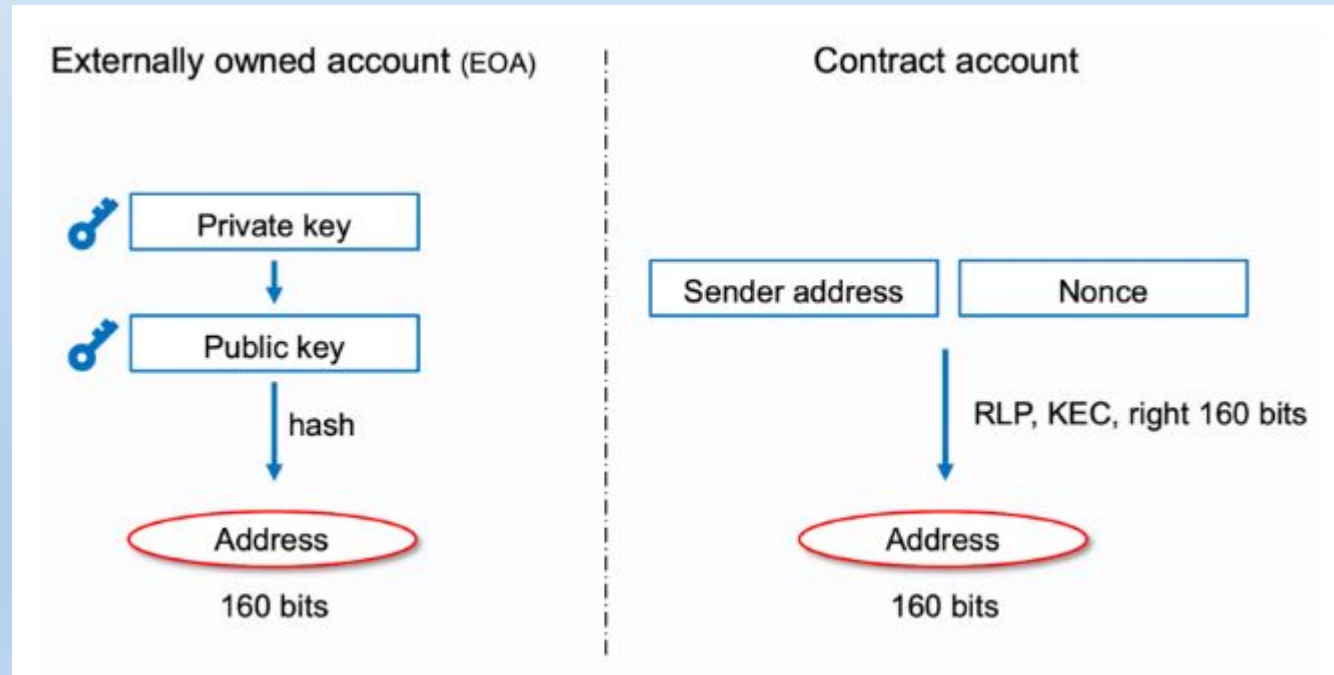 Externally owned account (EOA)
Private key
Public key
hash
Address
160 bits
Contract account
Sender address
Nonce
RLP, KEC, right 160 bits
Address
160 bits